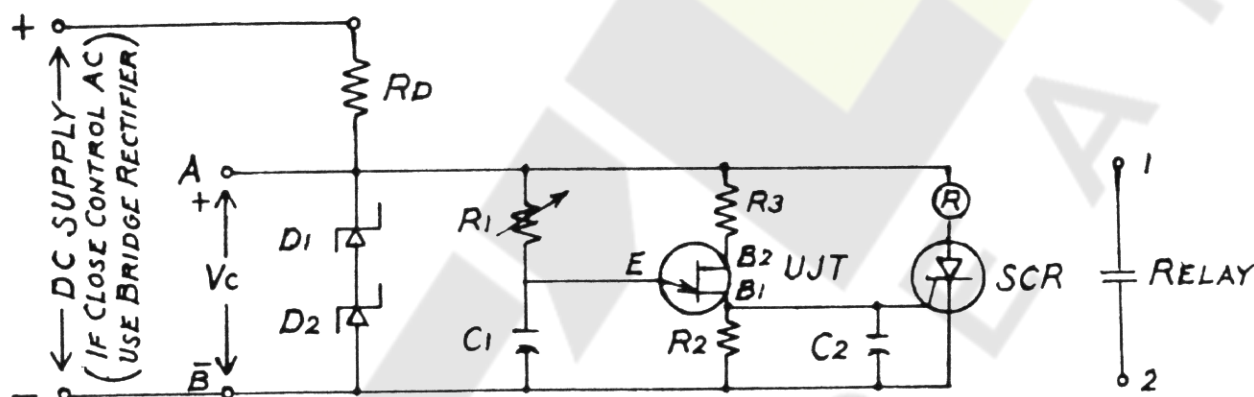 +
DC SUPPLY
(IF CLOSE CONTROL AC)
(USE BRIDGE RECTIFIER)
RD
A
+
VC
B
D1
D2
R1
C1
E
R3
B2
B1
UJT
R2
C2
R
SCR
1
RELAY
2